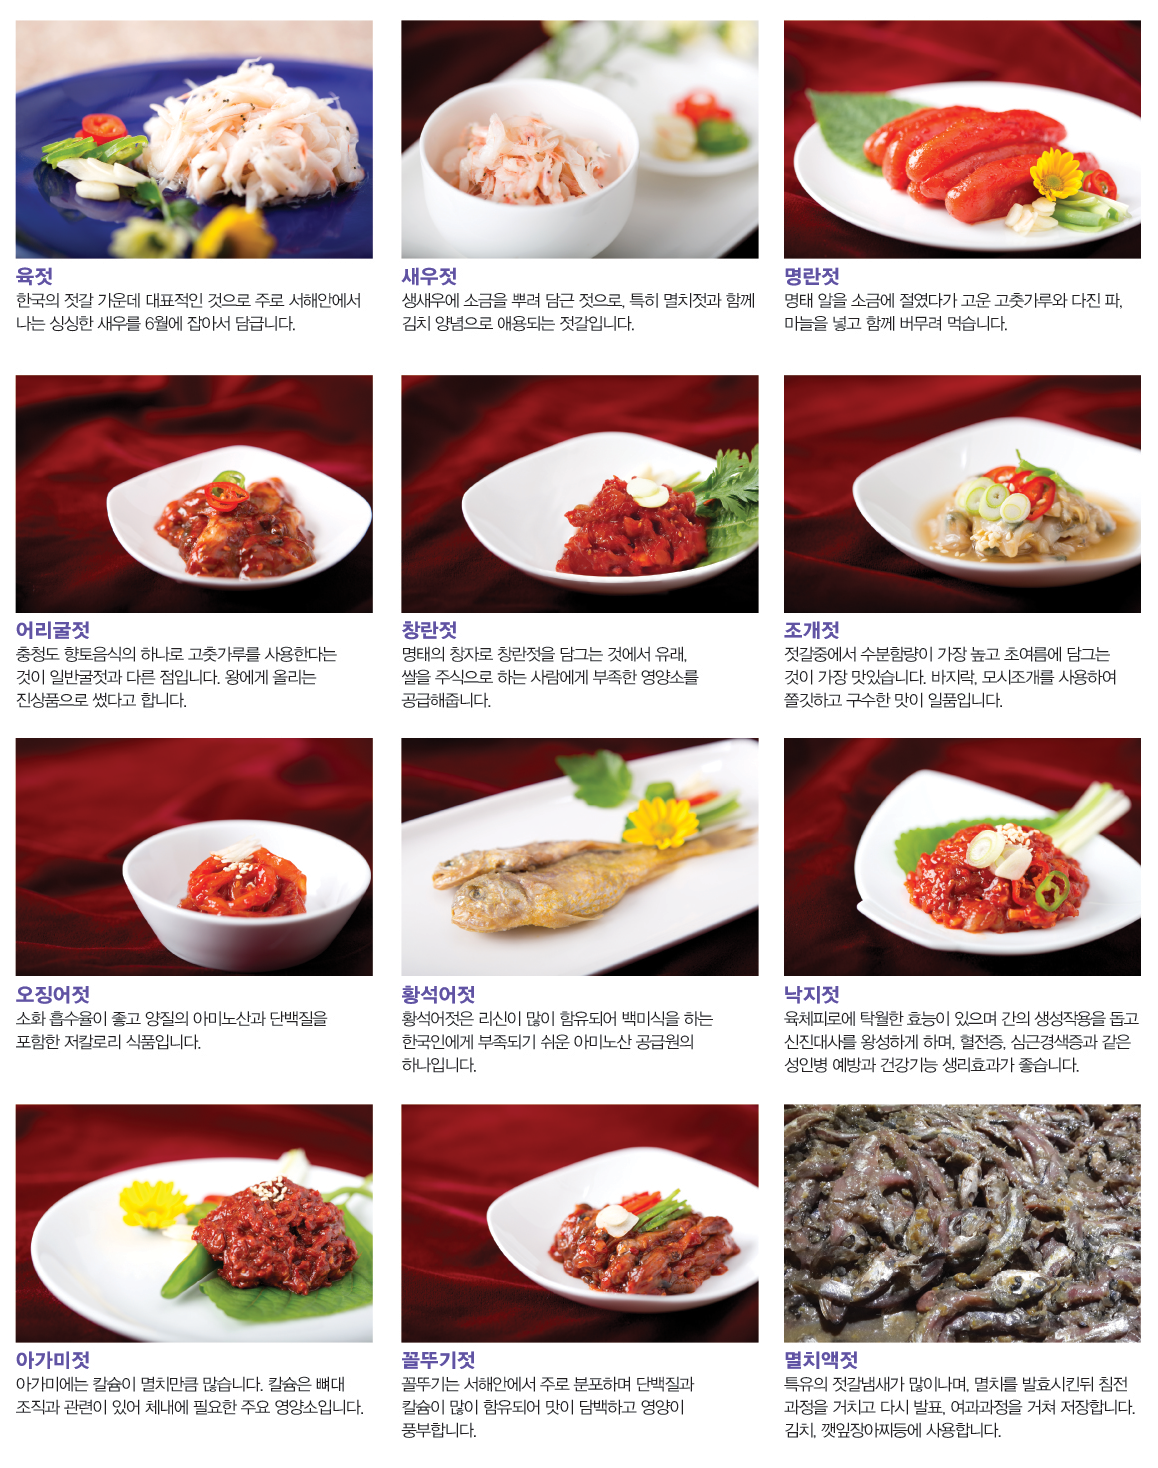 육젓
한국의 젓갈 가운데 대표적인 것으로 주로 서해안에서
나는 싱싱한 새우를 6월에 잡아서 담급니다.
새우젓
생새우에 소금을 뿌려 담근 젓으로, 특히 멸치젓과 함께
김치 양념으로 애용되는 젓갈입니다.
명란젓
명태 알을 소금에 절였다가 고운 고춧가루와 다진 파,
마늘을 넣고 함께 버무려 먹습니다.
어리굴젓
충청도 향토음식의 하나로 고춧가루를 사용한다는
것이 일반굴젓과 다른 점입니다. 왕에게 올리는
진상품으로 썼다고 합니다.
창란젓
명태의 창자로 창란젓을 담그는 것에서 유래,
쌀을 주식으로 하는 사람에게 부족한 영양소를
공급해줍니다.
조개젓
젓갈중에서 수분함량이 가장 높고 초여름에 담그는
것이 가장 맛있습니다. 바지락, 모시조개를 사용하여
쫄깃하고 구수한 맛이 일품입니다.
오징어젓
소화 흡수율이 좋고 양질의 아미노산과 단백질을
포함한 저칼로리 식품입니다.
황석어젓
황석어젓은 리신이 많이 함유되어 백미식을 하는
한국인에게 부족되기 쉬운 아미노산 공급원의
하나입니다.
낙지젓
육체피로에 탁월한 효능이 있으며 간의 생성작용을 돕고
신진대사를 왕성하게 하며, 혈전증, 심근경색증과 같은
성인병 예방과 건강기능 생리효과가 좋습니다.
아가미젓
아가미에는 칼슘이 멸치만큼 많습니다. 칼슘은 뼈대
조직과 관련이 있어 체내에 필요한 주요 영양소입니다.
꼴뚜기젓
꼴뚜기는 서해안에서 주로 분포하며 단백질과
칼슘이 많이 함유되어 맛이 담백하고 영양이
풍부합니다.
멸치액젓
특유의 젓갈냄새가 많이나며, 멸치를 발효시킨뒤 침전
과정을 거치고 다시 발표, 여과과정을 거쳐 저장합니다.
김치, 깻잎장아찌등에 사용합니다.